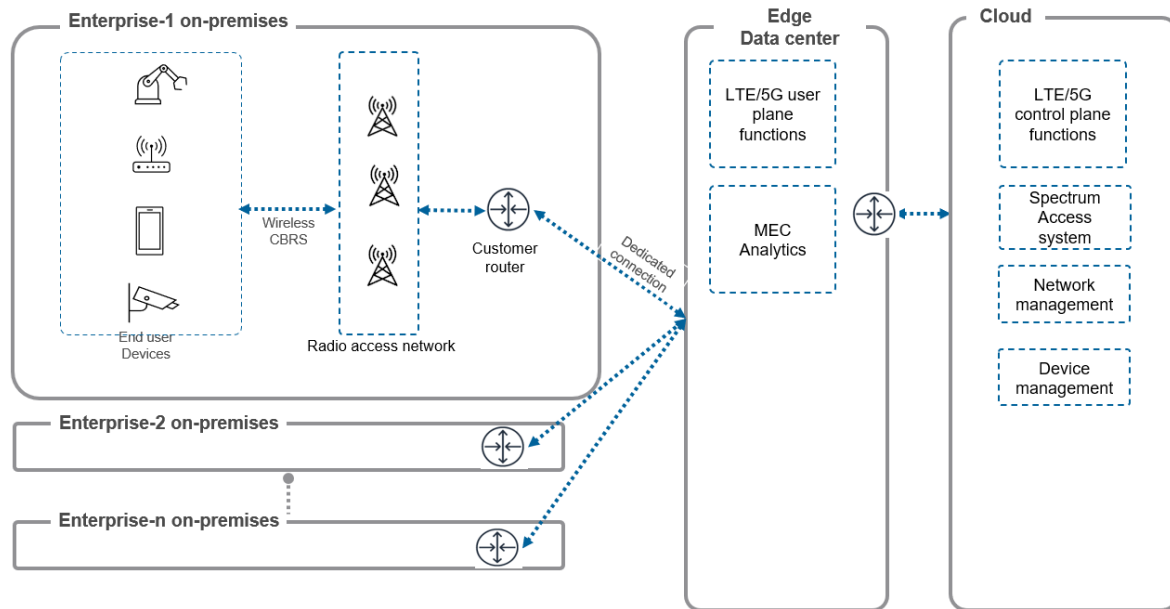 Enterprise-1 on-premises
End user
Devices
Wireless
CBRS
Radio access network
Customer
router
Dedicated
connection
Enterprise-2 on-premises
Enterprise-n on-premises
Edge
Data center
LTE/5G user
plane
functions
MEC
Analytics
Cloud
LTE/5G
control plane
functions
Spectrum
Access
system
Network
management
Device
management